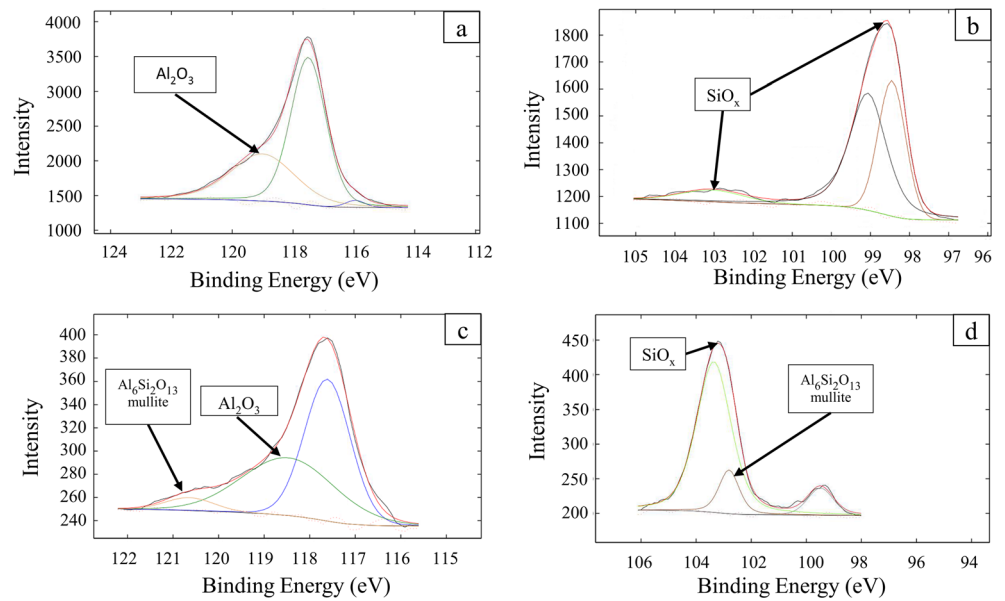 a
Al₂O₃
Intensity
4000
3500
3000
2500
2000
1500
1000
124 122 120 118 116 114 112
Binding Energy (eV)
b
SiOₓ
Intensity
1800
1700
1600
1500
1400
1300
1200
1100
105 104 103 102 101 100 99 98 97 96
Binding Energy (eV)
c
Al₆Si₂O₁₃
mullite
Al₂O₃
Intensity
400
380
360
340
320
300
250
260
240
122 121 120 119 118 117 116 115
Binding Energy (eV)
d
SiOₓ
Al₆Si₂O₁₃
mullite
Intensity
450
400
350
300
250
200
106 104 102 100 98 96 94
Binding Energy (eV)